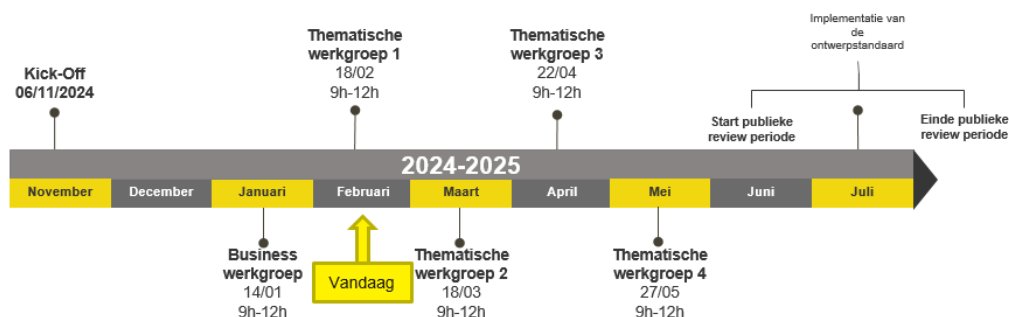 Implementatie van
de
ontwerpstandaard
Thematische
werkgroep 1
18/02
9h-12h
Thematische
werkgroep 3
22/04
9h-12h
Kick-Off
06/11/2024
Start publieke
review periode
Einde publieke
review periode
2024-2025
November
December
Januari
Februari
Maart
April
Mei
Juni
Juli
Business
werkgroep
14/01
9h-12h
Vandaag
Thematische
werkgroep 2
18/03
9h-12h
Thematische
werkgroep 4
27/05
9h-12h